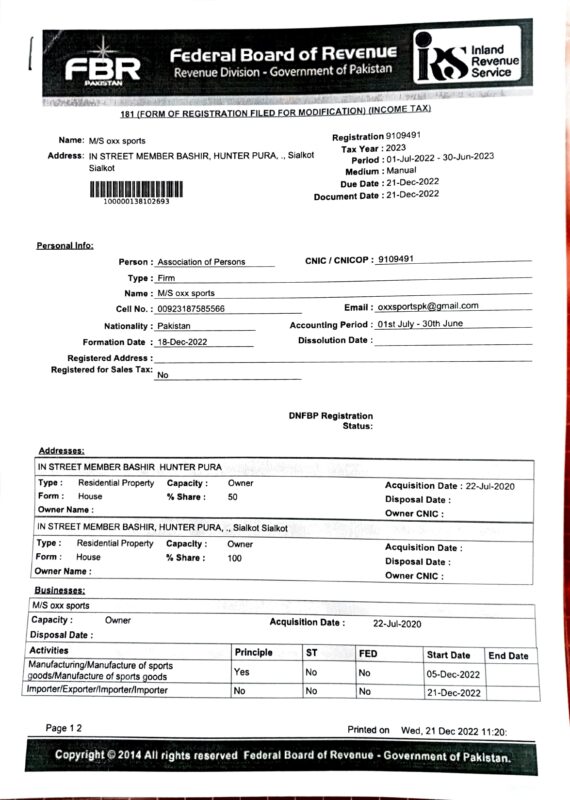 FBR
PAKISTAN
Federal Board of Revenue
Revenue Division - Government of Pakistan
iRS Inland
Revenue
Service
181 (FORM OF REGISTRATION FILED FOR MODIFICATION) (INCOME TAX)
Name: M/S oxx sports
Address: IN STREET MEMBER BASHIR, HUNTER PURA, ., Sialkot
Sialkot
100000138102693
Registration 9109491
Tax Year : 2023
Period : 01-Jul-2022 - 30-Jun-2023
Medium : Manual
Due Date : 21-Dec-2022
Document Date : 21-Dec-2022
Personal Info:
Person : Association of Persons CNIC / CNICOP : 9109491
Type : Firm
Name : M/S oxx sports
Cell No. : 00923187585566 Email : oxxsportspk@gmail.com
Nationality : Pakistan Accounting Period : 01st July - 30th June
Formation Date : 18-Dec-2022 Dissolution Date :
Registered Address :
Registered for Sales Tax: No
DNFBP Registration
Status:
Addresses:
IN STREET MEMBER BASHIR HUNTER PURA
Type : Residential Property Capacity : Owner Acquisition Date : 22-Jul-2020
Form : House % Share : 50 Disposal Date :
Owner Name : Owner CNIC :
IN STREET MEMBER BASHIR, HUNTER PURA, ., Sialkot Sialkot
Type : Residential Property Capacity : Owner Acquisition Date :
Form : House % Share : 100 Disposal Date :
Owner Name : Owner CNIC :
Businesses:
M/S oxx sports
Capacity : Owner Acquisition Date : 22-Jul-2020
Disposal Date :
Activities Principle ST FED Start Date End Date
Manufacturing/Manufacture of sports
goods/Manufacture of sports goods Yes No No 05-Dec-2022
Importer/Exporter/Importer/Importer No No No 21-Dec-2022
Page 1 2 Printed on Wed, 21 Dec 2022 11:20:
Copyright © 2014 All rights reserved Federal Board of Revenue - Government of Pakistan.